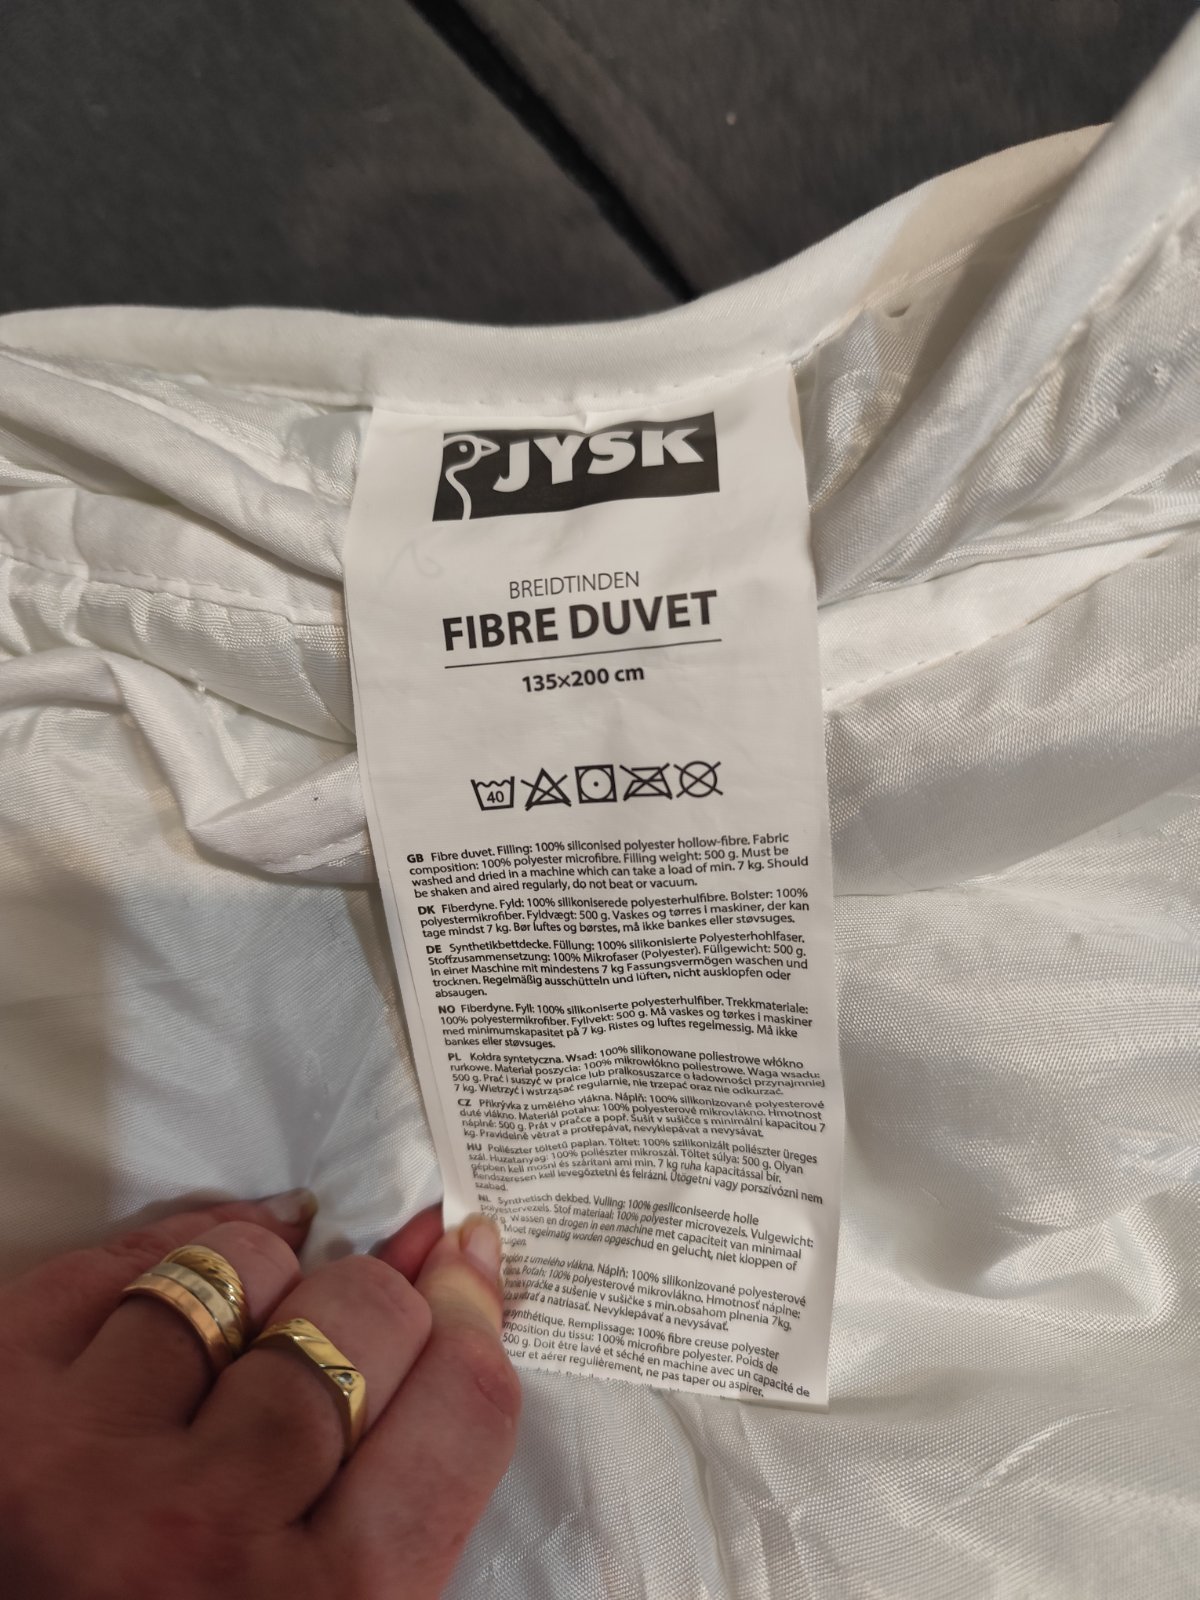 JYSK
BREIDTINDEN
FIBRE DUVET
135×200 cm
40
GB Fibre duvet. Filling: 100% siliconised polyester hollow-fibre. Fabric
composition: 100% polyester microfibre. Filling weight: 500 g. Must be
washed and dried in a machine which can take a load of min. 7 kg. Should
be shaken and aired regularly, do not beat or vacuum.
DK Fiberdyne. Fyld: 100% silikoniserede polyesterhulfibre. Bolster: 100%
polyestermikrofiber. Fyldvægt: 500 g. Vaskes og tørres i maskiner, der kan
tage mindst 7 kg. Bør luftes og børstes, må ikke bankes eller støvsuges.
DE Synthetikbettdecke. Füllung: 100% silikonisierte Polyesterhohlfaser.
Stoffzusammensetzung: 100% Mikrofaser (Polyester). Füllgewicht: 500 g.
In einer Maschine mit mindestens 7 kg Fassungsvermögen waschen und
trocknen. Regelmäßig ausschütteln und lüften, nicht ausklopfen oder
absaugen.
NO Fiberdyne. Fyll: 100% silikoniserte polyesterhulfiber. Trekkmateriale:
100% polyestermikrofiber. Fyllvekt: 500 g. Må vaskes og tørkes i maskiner
med minimumskapasitet på 7 kg. Ristes og luftes regelmessig. Må ikke
bankes eller støvsuges.
PL Kołdra syntetyczna. Wsad: 100% silikonowane poliestrowe włókno
rurkowe. Materiał poszycia: 100% mikrowłókno poliestrowe. Waga wsadu:
500 g. Prać i suszyć w pralce lub pralkosuszarce o ładowności przynajmniej
7 kg. Wietrzyć i wstrząsać regularnie, nie trzepać oraz nie odkurzać.
CZ Přikrývka z umělého vlákna. Náplň: 100% silikonizované polyesterové
duté vlákno. Materiál potahu: 100% polyesterové mikrovlákno. Hmotnost
náplně: 500 g. Prát v pračce a popř. Sušit v sušičce s minimální kapacitou 7
kg. Pravidelně větrat a protřepávat, nevyklepávat a nevysávat.
HU Poliészter töltetű paplan. Töltet: 100% szilikonizált poliészter üreges
szál. Huzatanyag: 100% poliészter mikroszál. Töltet súlya: 500 g. Olyan
gépben kell mosni és szárítani ami min. 7 kg ruha kapacitással bír.
Rendszeresen kell levegőztetni és felrázni. Ütögetni vagy porszívózni nem
szabad.
NL Synthetisch dekbed. Vulling: 100% gesiliconiseerde holle
polyestervezels. Stof materiaal: 100% polyester microvezels. Vulgewicht:
g. Wassen en drogen in een machine met capaciteit van minimaal
Moet regelmatig worden opgeschud en gelucht, niet kloppen of
z umelého vlákna. Náplň: 100% silikonizované polyesterové
Poťah: 100% polyesterové mikrovlákno. Hmotnosť náplne:
práčke a sušenie v sušičke s min.obsahom plnenia 7kg.
a natriasať. Nevyklepávať a nevysávať.
synthétique. Remplissage: 100% fibre creuse polyester
du tissu: 100% microfibre polyester. Poids de
500 g. Doit être lavé et séché en machine avec un capacité de
et aérer regulièrement, ne pas taper ou aspirer.